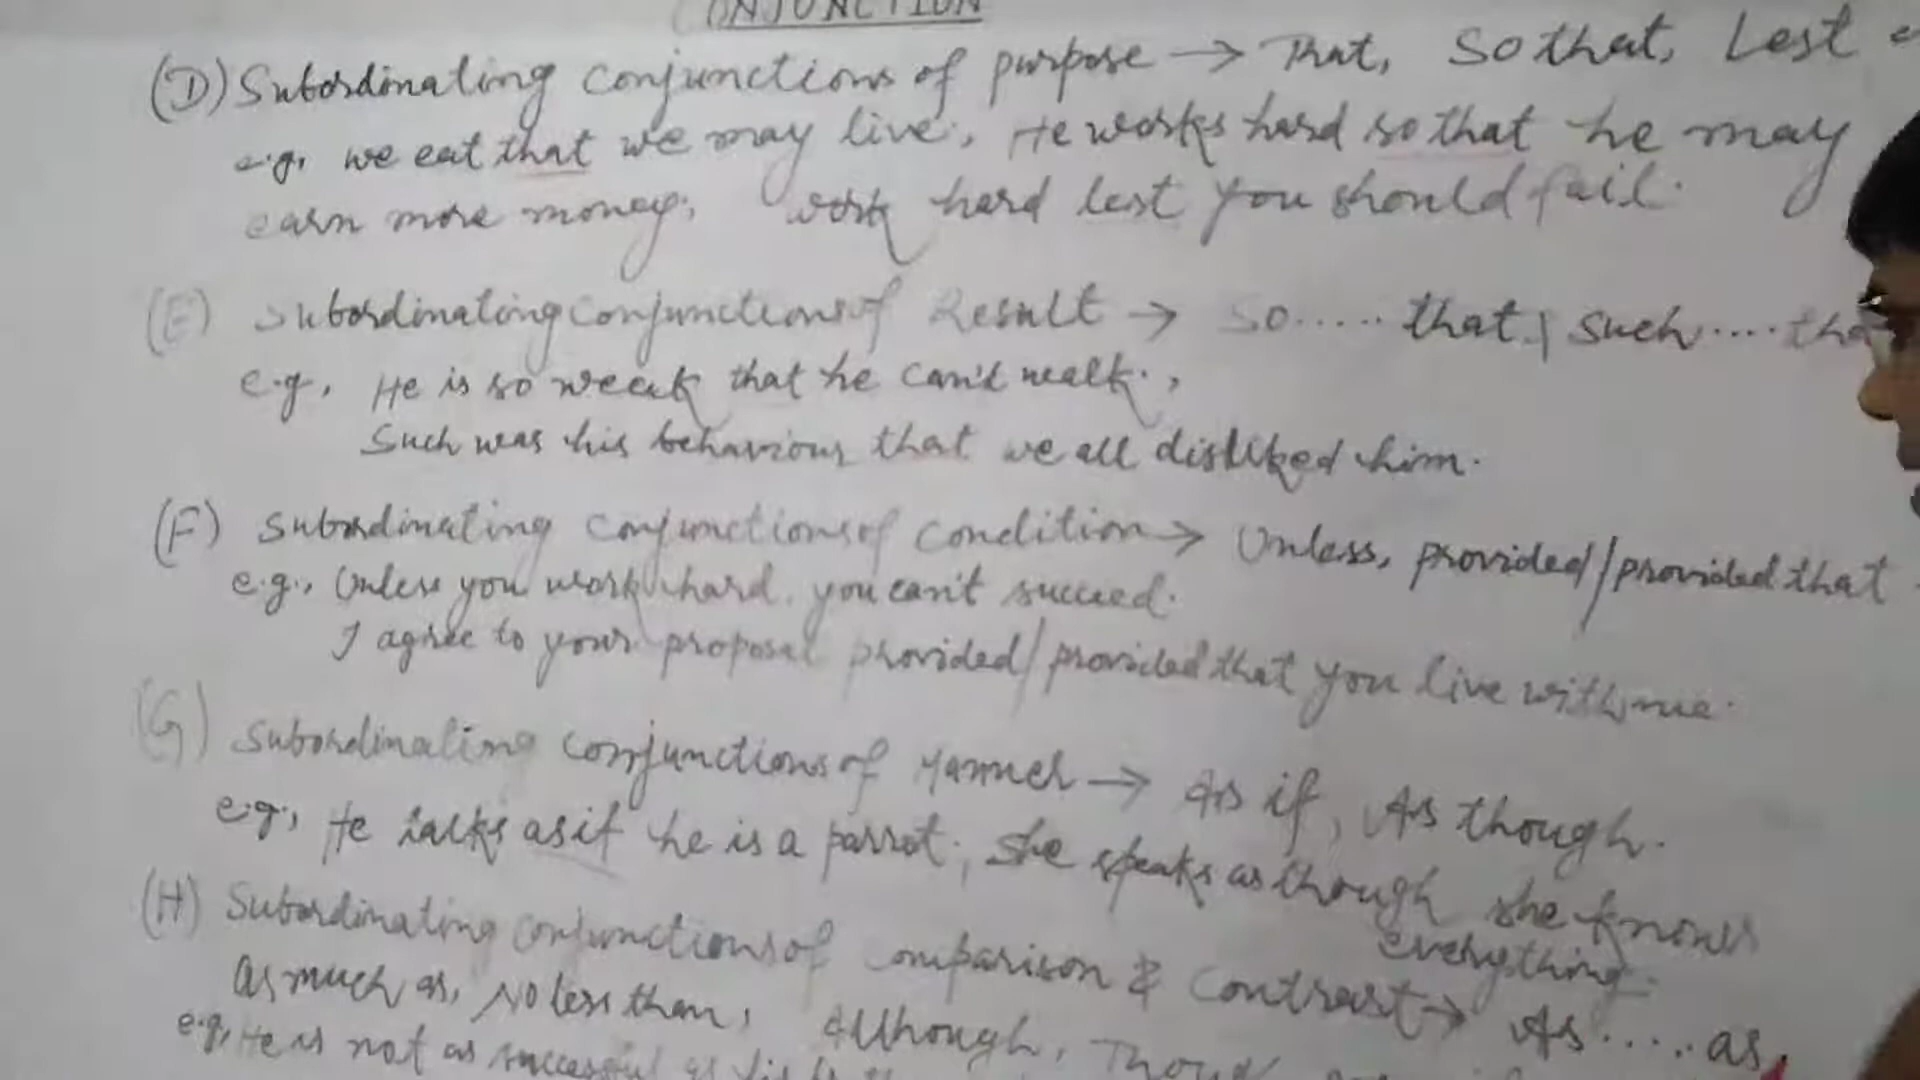 CONJUNCTION
(D) Subordinating conjunctions of purpose → That, So that, Lest
e.g. we eat that we may live, He works hard so that he may
earn more money, work hard lest you should fail.
(E) Subordinating conjunctions of Result → So ..... that, Such .... tha
e.g, He is so weak that he can't walk.,
Such was his behaviour that we all disliked him.
(F) Subordinating conjunctions of condition → Unless, provided/provided that
e.g., Unless you work hard, you can't succeed.
I agree to your proposal provided/provided that you live with me.
(G) Subordinating conjunctions of Manner → As if, As though.
e.g., He talks as if he is a parrot., She speaks as though she knows
everything.
(H) Subordinating conjunctions of comparison & contrast → As ..... as,
as much as, No less than, Although, Though
e.g, He is not as successful as